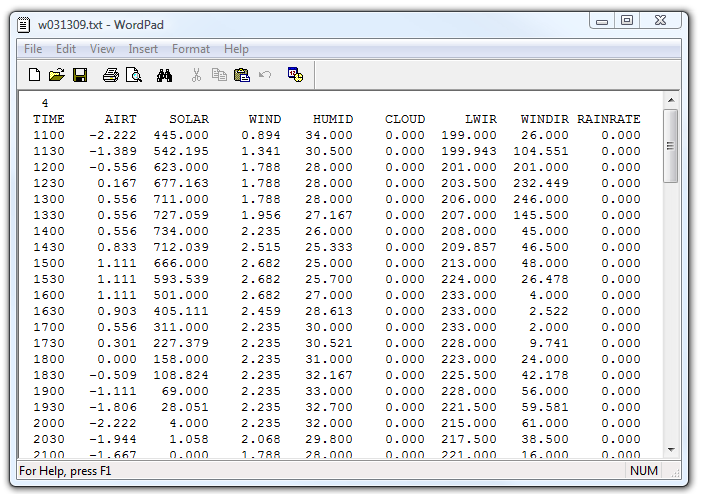 w031309.txt - WordPad
File Edit View Insert Format Help
4
TIME AIRT SOLAR WIND HUMID CLOUD LWIR WINDIR RAINRATE
1100 -2.222 445.000 0.894 34.000 0.000 199.000 26.000 0.000
1130 -1.389 542.195 1.341 30.500 0.000 199.943 104.551 0.000
1200 -0.556 623.000 1.788 28.000 0.000 201.000 201.000 0.000
1230 0.167 677.163 1.788 28.000 0.000 203.500 232.449 0.000
1300 0.556 711.000 1.788 28.000 0.000 206.000 246.000 0.000
1330 0.556 727.059 1.956 27.167 0.000 207.000 145.500 0.000
1400 0.556 734.000 2.235 26.000 0.000 208.000 45.000 0.000
1430 0.833 712.039 2.515 25.333 0.000 209.857 46.500 0.000
1500 1.111 666.000 2.682 25.000 0.000 213.000 48.000 0.000
1530 1.111 593.539 2.682 25.700 0.000 224.000 26.478 0.000
1600 1.111 501.000 2.682 27.000 0.000 233.000 4.000 0.000
1630 0.903 405.111 2.459 28.613 0.000 233.000 2.522 0.000
1700 0.556 311.000 2.235 30.000 0.000 233.000 2.000 0.000
1730 0.301 227.379 2.235 30.521 0.000 228.000 9.741 0.000
1800 0.000 158.000 2.235 31.000 0.000 223.000 24.000 0.000
1830 -0.509 108.824 2.235 32.167 0.000 225.500 42.178 0.000
1900 -1.111 69.000 2.235 33.000 0.000 228.000 56.000 0.000
1930 -1.806 28.051 2.235 32.700 0.000 221.500 59.581 0.000
2000 -2.222 4.000 2.235 32.000 0.000 215.000 61.000 0.000
2030 -1.944 1.058 2.068 29.800 0.000 217.500 38.500 0.000
2100 -1.667 0.000 1.788 28.000 0.000 221.000 16.000 0.000
For Help, press F1 NUM